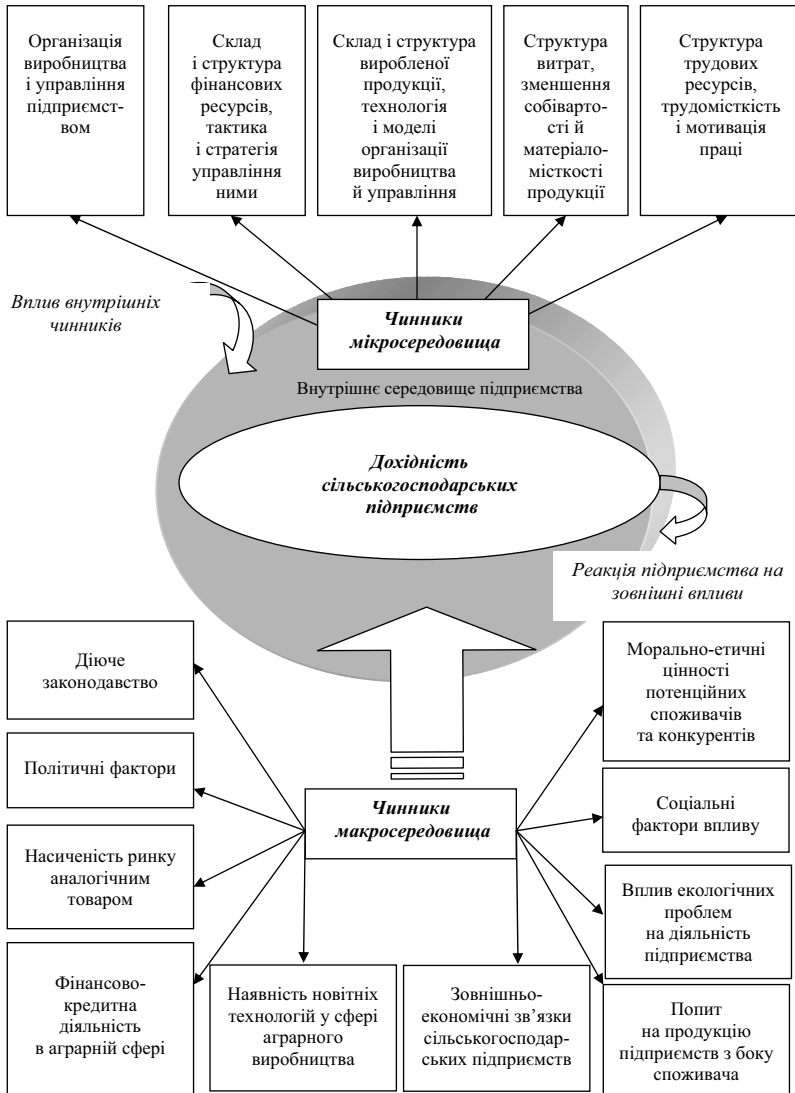 Організація
виробництва
і управління
підприємст-
вом
Склад
і структура
фінансових
ресурсів,
тактика
і стратегія
управління
ними
Склад і структура
виробленої
продукції,
технологія
і моделі
організації
виробництва
й управління
Структура
витрат,
зменшення
собіварто-
сті й
матеріало-
місткості
продукції
Структура
трудових
ресурсів,
трудомісткість
і мотивація
праці
Вплив внутрішніх
чинників
Чинники
мікросередовища
Внутрішнє середовище підприємства
Дохідність
сільськогосподарських
підприємств
Реакція підприємства на
зовнішні впливи
Діюче
законодавство
Політичні фактори
Насиченість ринку
аналогічним
товаром
Фінансово-
кредитна
діяльність
в аграрній сфері
Чинники
макросередовища
Наявність новітніх
технологій у сфері
аграрного
виробництва
Зовнішньо-
економічні зв’язки
сільськогосподар-
ських підприємств
Морально-етичні
цінності
потенційних
споживачів
та конкурентів
Соціальні
фактори впливу
Вплив екологічних
проблем
на діяльність
підприємства
Попит
на продукцію
підприємств з боку
споживача